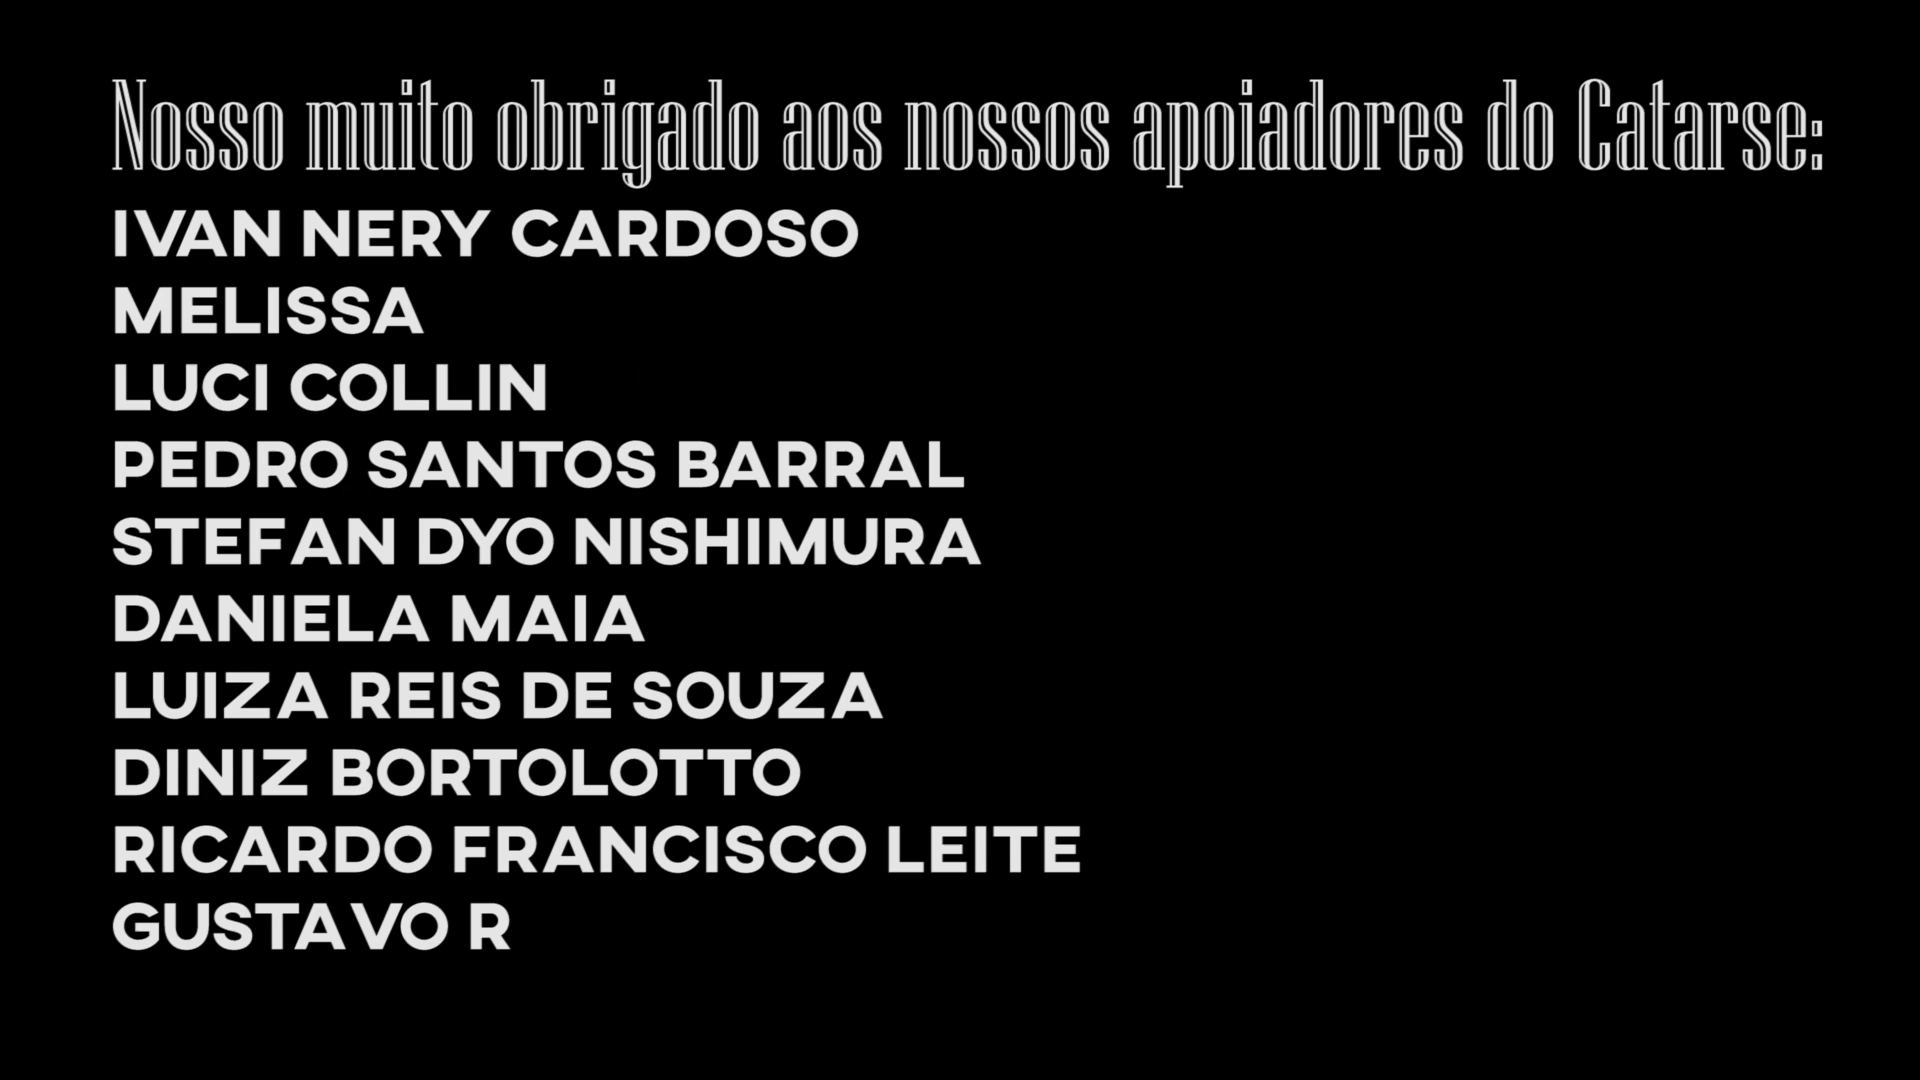 Nosso muito obrigado aos nossos apoiadores do Catarse:
IVAN NERY CARDOSO
MELISSA
LUCI COLLIN
PEDRO SANTOS BARRAL
STEFAN DYO NISHIMURA
DANIELA MAIA
LUIZA REIS DE SOUZA
DINIZ BORTOLOTTO
RICARDO FRANCISCO LEITE
GUSTAVO R